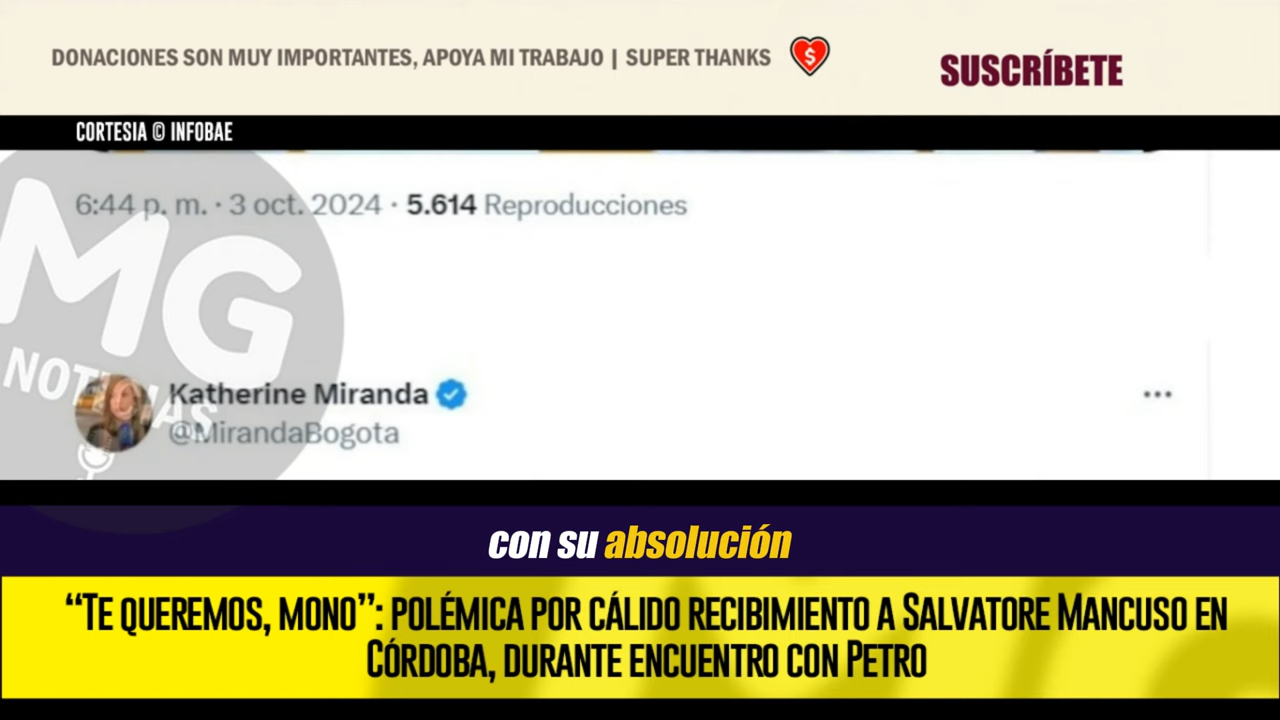 DONACIONES SON MUY IMPORTANTES, APOYA MI TRABAJO | SUPER THANKS
SUSCRÍBETE
CORTESIA © INFOBAE
6:44 p. m. · 3 oct. 2024 · 5.614 Reproducciones
MG
NOTICIAS
Katherine Miranda
@MirandaBogota
con su absolución
“TE QUEREMOS, MONO”: POLÉMICA POR CÁLIDO RECIBIMIENTO A SALVATORE MANCUSO EN
CÓRDOBA, DURANTE ENCUENTRO CON PETRO